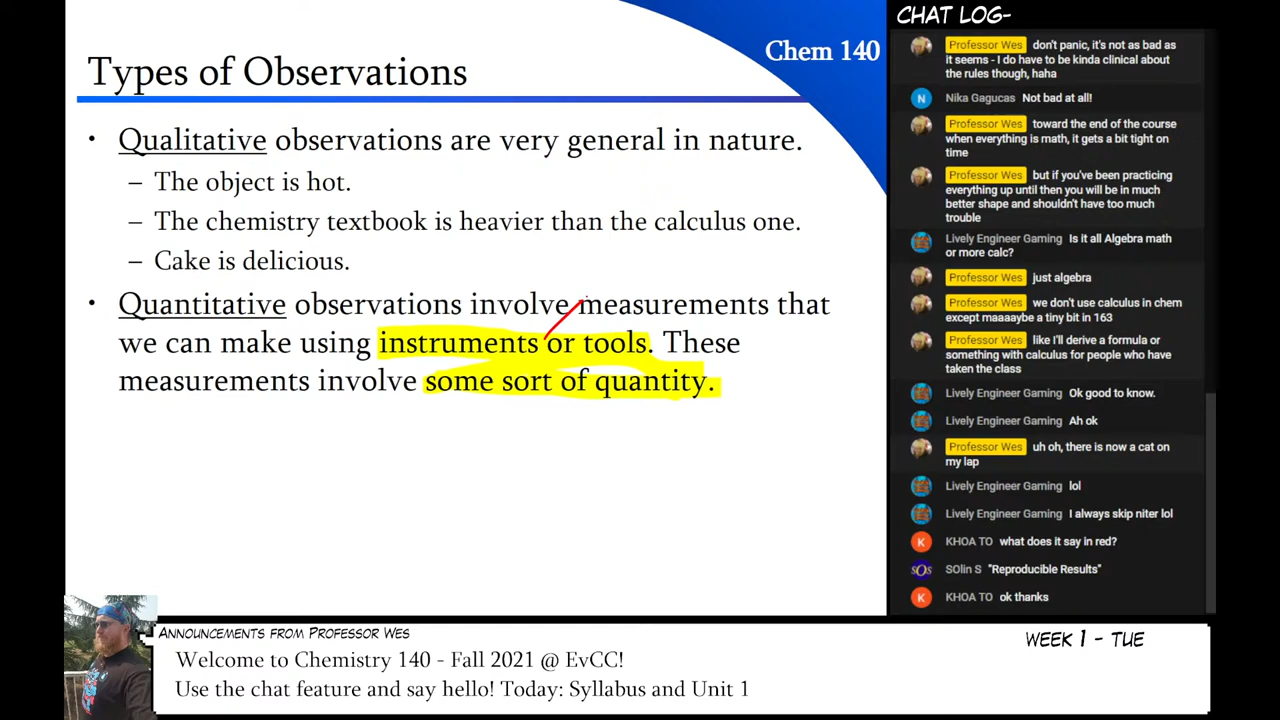 Chem 140
Types of Observations
• Qualitative observations are very general in nature.
– The object is hot.
– The chemistry textbook is heavier than the calculus one.
– Cake is delicious.
• Quantitative observations involve measurements that
we can make using instruments or tools. These
measurements involve some sort of quantity.
CHAT LOG-
Professor Wes don't panic, it's not as bad as
it seems - I do have to be kinda clinical about
the rules though, haha
N Nika Gagucas Not bad at all!
Professor Wes toward the end of the course
when everything is math, it gets a bit tight on
time
Professor Wes but if you've been practicing
everything up until then you will be in much
better shape and shouldn't have too much
trouble
Lively Engineer Gaming Is it all Algebra math
or more calc?
Professor Wes just algebra
Professor Wes we don't use calculus in chem
except maaaaybe a tiny bit in 163
Professor Wes like I'll derive a formula or
something with calculus for people who have
taken the class
Lively Engineer Gaming Ok good to know.
Lively Engineer Gaming Ah ok
Professor Wes uh oh, there is now a cat on
my lap
Lively Engineer Gaming lol
Lively Engineer Gaming I always skip niter lol
K KHOA TO what does it say in red?
SOS SOlin S "Reproducible Results"
K KHOA TO ok thanks
Announcements from Professor Wes
Welcome to Chemistry 140 - Fall 2021 @ EvCC!
Use the chat feature and say hello! Today: Syllabus and Unit 1
WEEK 1 - TUE